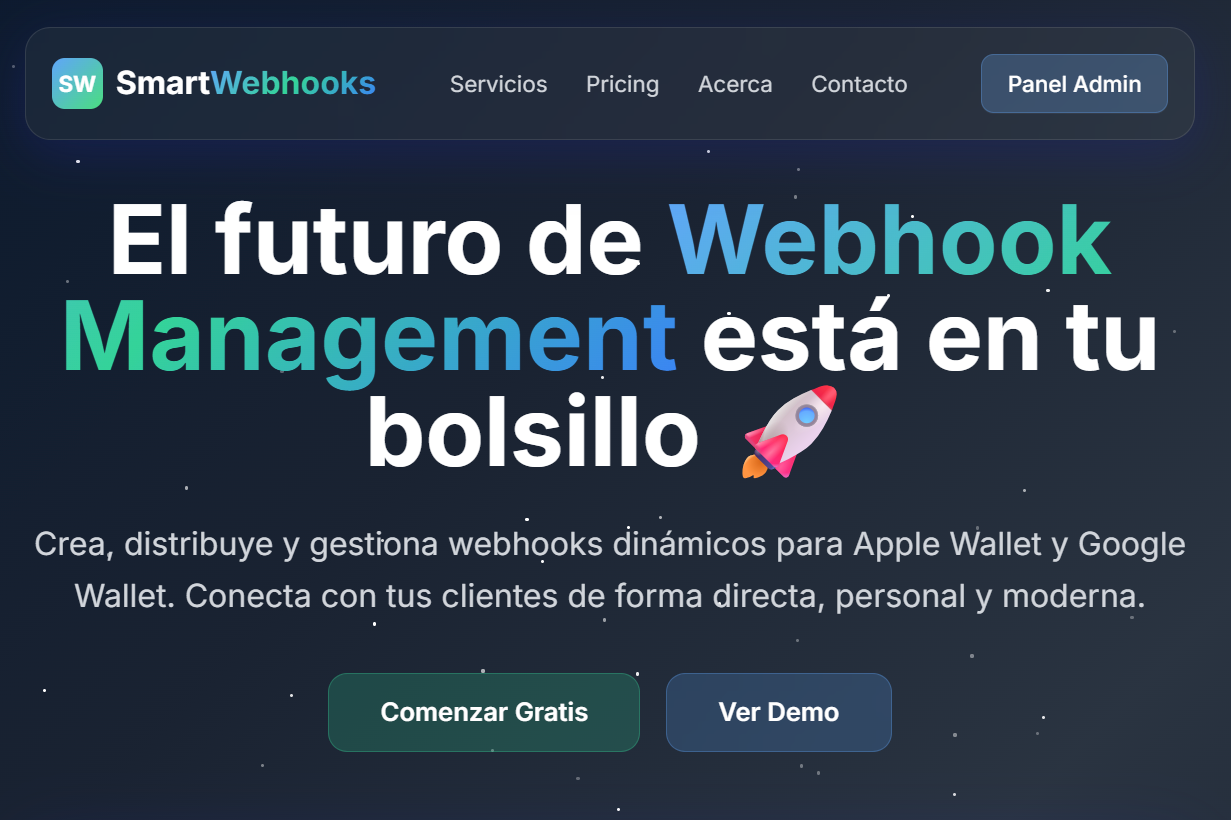 SW SmartWebhooks Servicios Pricing Acerca Contacto Panel Admin
El futuro de Webhook
Management está en tu
bolsillo 🚀
Crea, distribuye y gestiona webhooks dinámicos para Apple Wallet y Google
Wallet. Conecta con tus clientes de forma directa, personal y moderna.
Comenzar Gratis Ver Demo